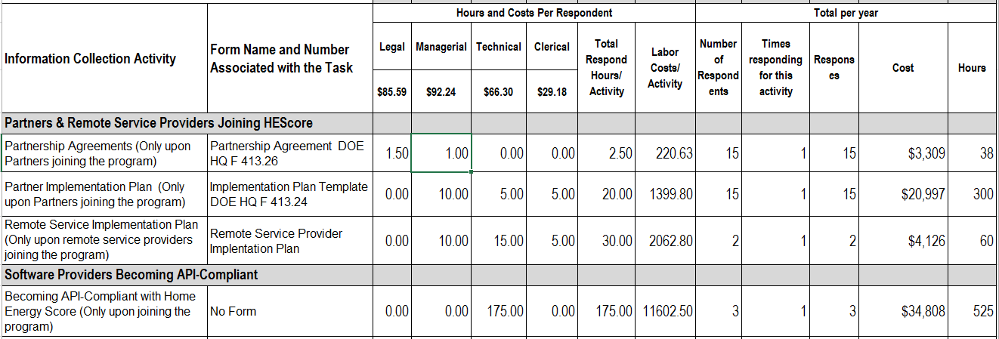 Hours and Costs Per Respondent Total per year
Information Collection Activity
Form Name and Number
Associated with the Task
Legal Managerial Technical Clerical
$85.59 $92.24 $66.30 $29.18
Total
Respond
Hours/
Activity
Labor
Costs/
Activity
Number
of
Respond
ents
Times
responding
for this
activity
Respons
es
Cost
Hours
Partners & Remote Service Providers Joining HEScore
Partnership Agreements (Only upon
Partners joining the program)
Partnership Agreement DOE
HQ F 413.26
1.50 1.00 0.00 0.00 2.50 220.63 15 1 15 $3,309 38
Partner Implementation Plan (Only
upon Partners joining the program)
Implementation Plan Template
DOE HQ F 413.24
0.00 10.00 5.00 5.00 20.00 1399.80 15 1 15 $20,997 300
Remote Service Implementation Plan
(Only upon remote service providers
joining the program)
Remote Service Provider
Implentation Plan
0.00 10.00 15.00 5.00 30.00 2062.80 2 1 2 $4,126 60
Software Providers Becoming API-Compliant
Becoming API-Compliant with Home
Energy Score (Only upon joining the
program)
No Form
0.00 0.00 175.00 0.00 175.00 11602.50 3 1 3 $34,808 525